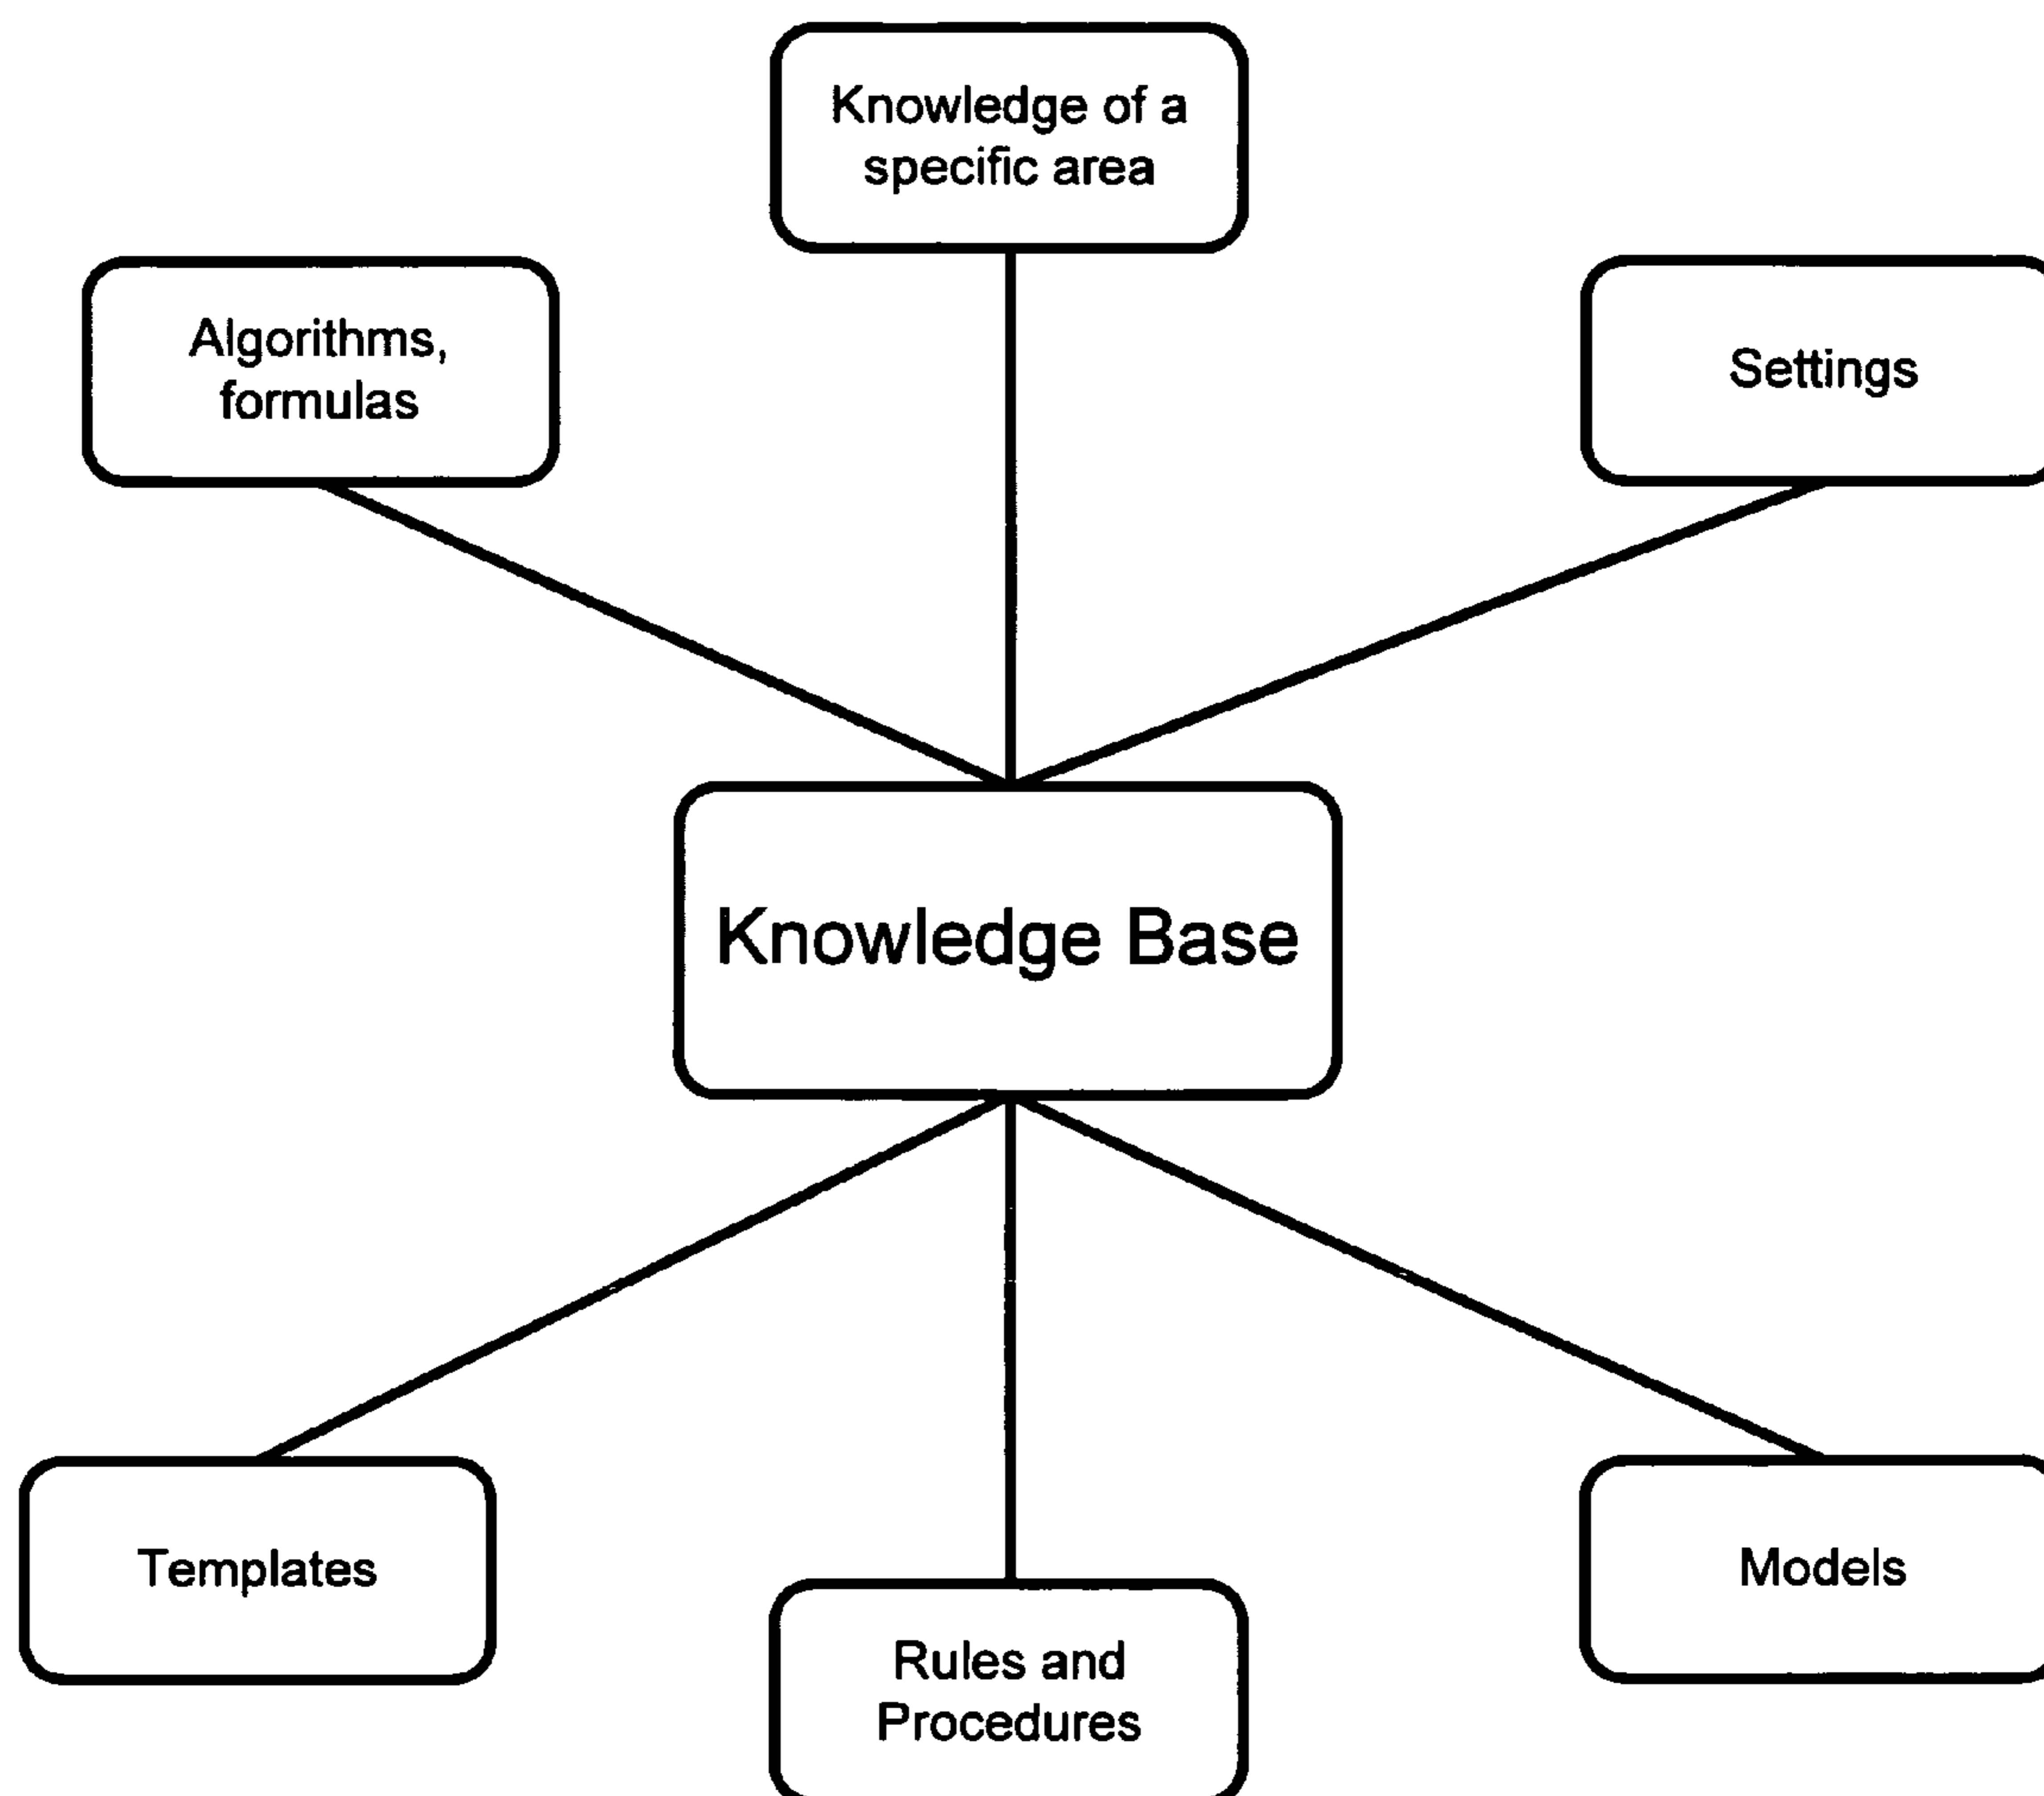 Knowledge of a
specific area
Algorithms,
formulas
Settings
Knowledge Base
Templates
Models
Rules and
Procedures